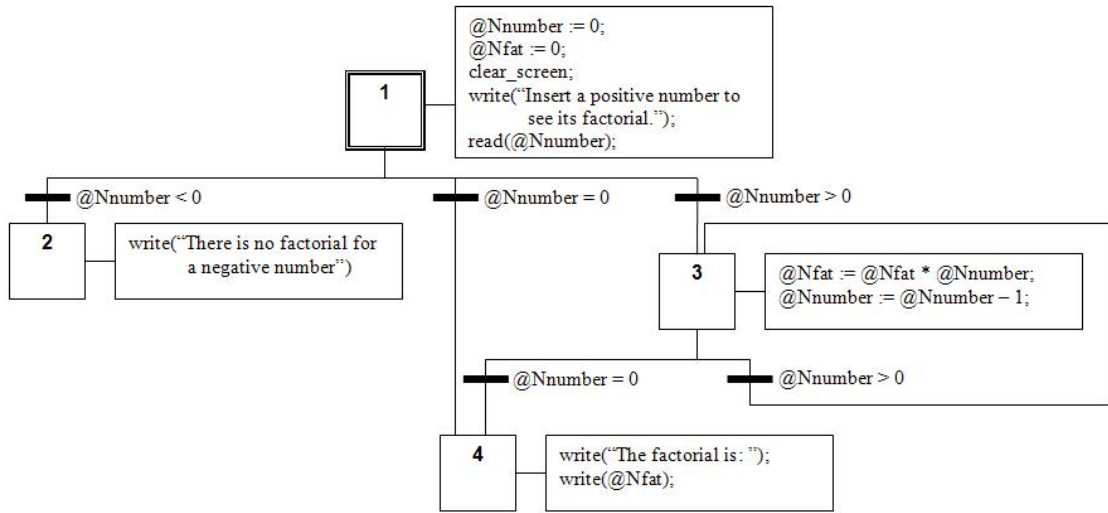 @Nnumber := 0;
@Nfat := 0;
clear_screen;
write(“Insert a positive number to
see its factorial.”);
read(@Nnumber);
1
@Nnumber < 0
@Nnumber = 0
@Nnumber > 0
2
write(“There is no factorial for
a negative number”)
3
@Nfat := @Nfat * @Nnumber;
@Nnumber := @Nnumber – 1;
@Nnumber = 0
@Nnumber > 0
4
write(“The factorial is: ”);
write(@Nfat);